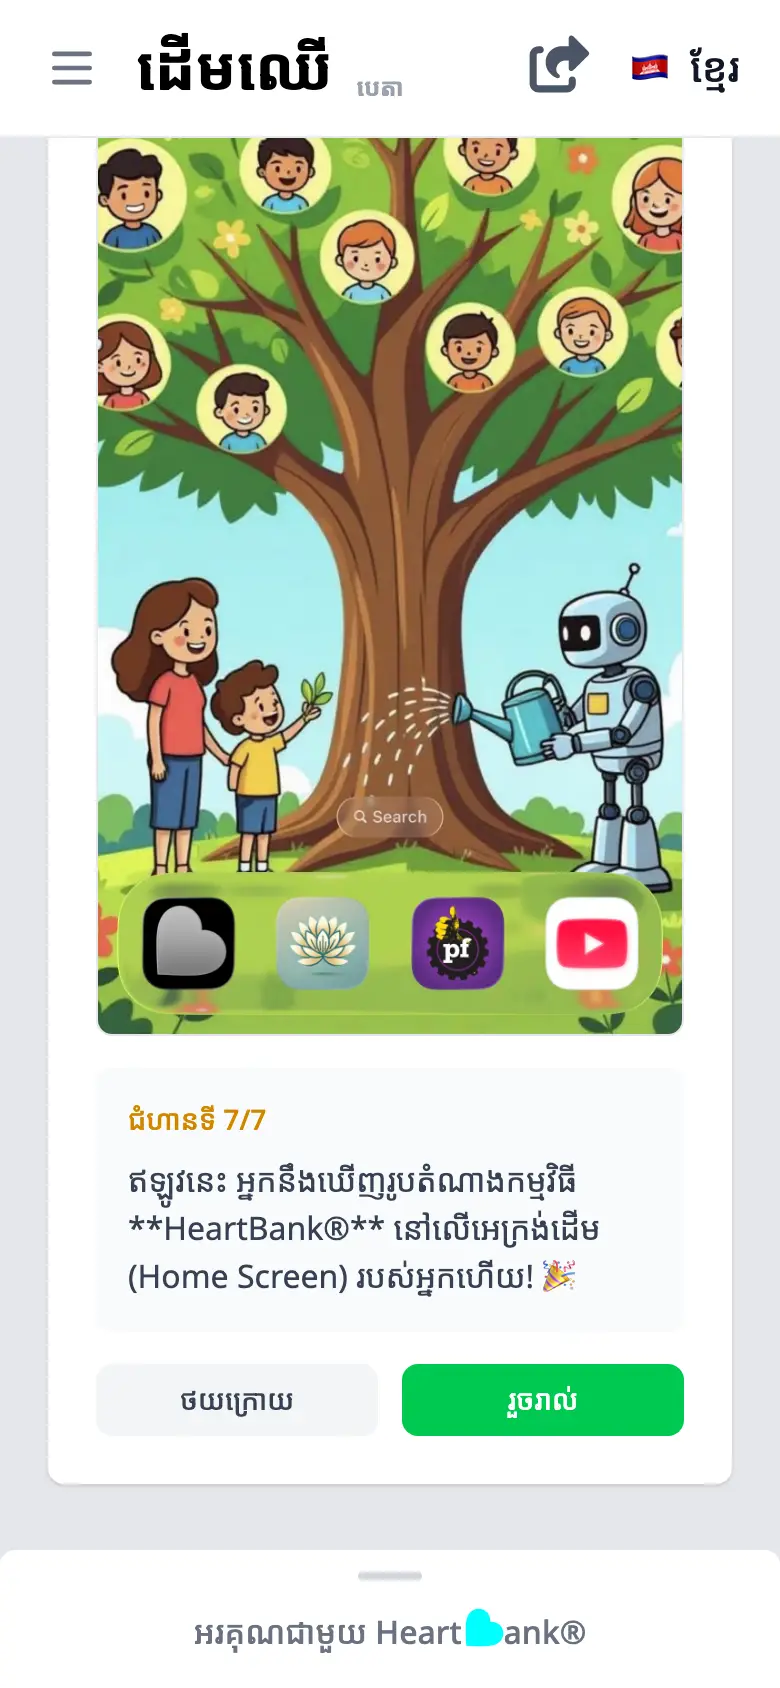 ដើមឈើ បេតា 🇰🇭 ខ្មែរ
Search
pf
ជំហានទី 7/7
ឥឡូវនេះ អ្នកនឹងឃើញរូបតំណាងកម្មវិធី
**HeartBank®** នៅលើអេក្រង់ដើម
(Home Screen) របស់អ្នកហើយ! 🎉
ថយក្រោយ
រួចរាល់
អរគុណជាមួយ Heart ank®